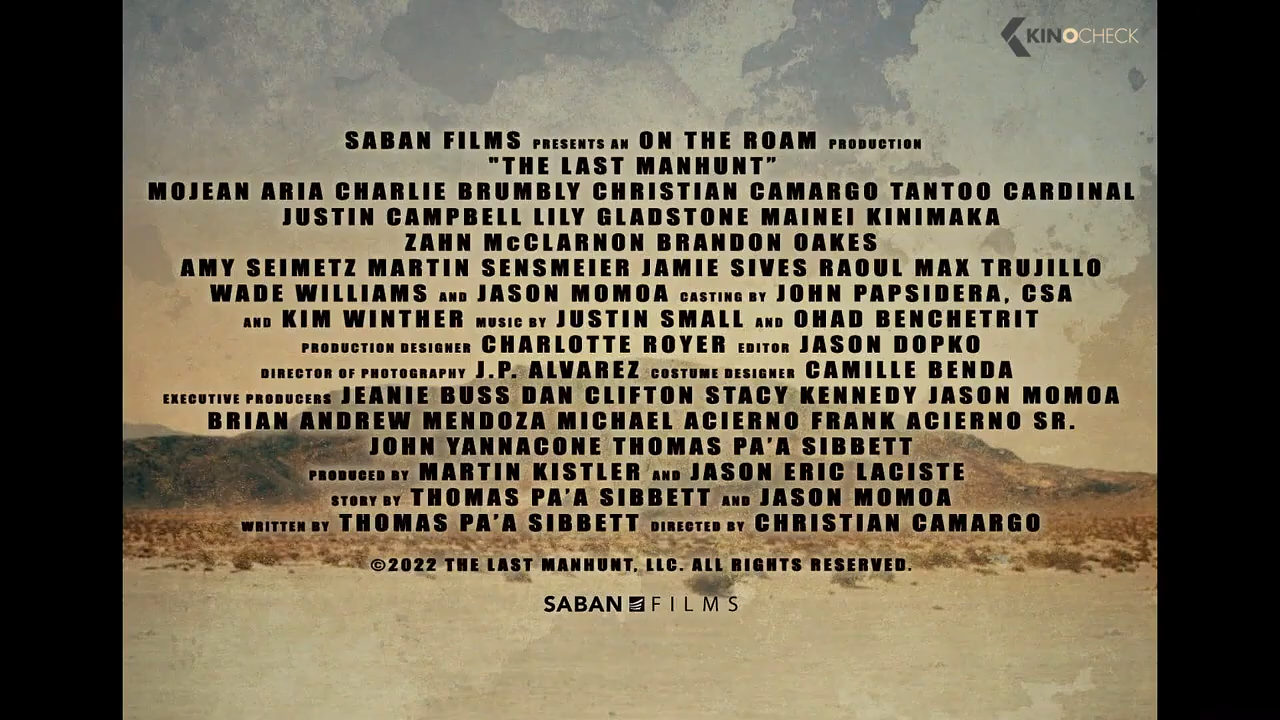 KINOCHECK
SABAN FILMS PRESENTS AN ON THE ROAM PRODUCTION
"THE LAST MANHUNT”
MOJEAN ARIA CHARLIE BRUMBLY CHRISTIAN CAMARGO TANTOO CARDINAL
JUSTIN CAMPBELL LILY GLADSTONE MAINEI KINIMAKA
ZAHN McCLARNON BRANDON OAKES
AMY SEIMETZ MARTIN SENSMEIER JAMIE SIVES RAOUL MAX TRUJILLO
WADE WILLIAMS AND JASON MOMOA CASTING BY JOHN PAPSIDERA, CSA
AND KIM WINTHER MUSIC BY JUSTIN SMALL AND OHAD BENCHETRIT
PRODUCTION DESIGNER CHARLOTTE ROYER EDITOR JASON DOPKO
DIRECTOR OF PHOTOGRAPHY J.P. ALVAREZ COSTUME DESIGNER CAMILLE BENDA
EXECUTIVE PRODUCERS JEANIE BUSS DAN CLIFTON STACY KENNEDY JASON MOMOA
BRIAN ANDREW MENDOZA MICHAEL ACIERNO FRANK ACIERNO SR.
JOHN YANNACONE THOMAS PA’A SIBBETT
PRODUCED BY MARTIN KISTLER AND JASON ERIC LACISTE
STORY BY THOMAS PA’A SIBBETT AND JASON MOMOA
WRITTEN BY THOMAS PA’A SIBBETT DIRECTED BY CHRISTIAN CAMARGO
©2022 THE LAST MANHUNT, LLC. ALL RIGHTS RESERVED.
SABAN FILMS